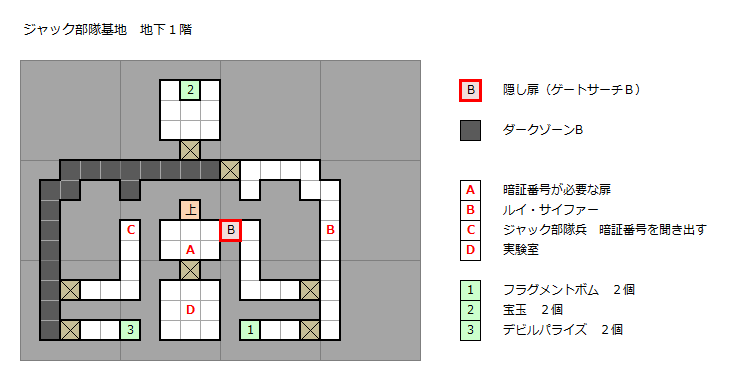 ジャック部隊基地　地下１階
2
上
C
B
B
A
D
3
1
B 隠し扉（ゲートサーチＢ）
ダークゾーンB
A 暗証番号が必要な扉
B ルイ・サイファー
C ジャック部隊兵　暗証番号を聞き出す
D 実験室
1 フラグメントボム　２個
2 宝玉　２個
3 デビルパライズ　２個